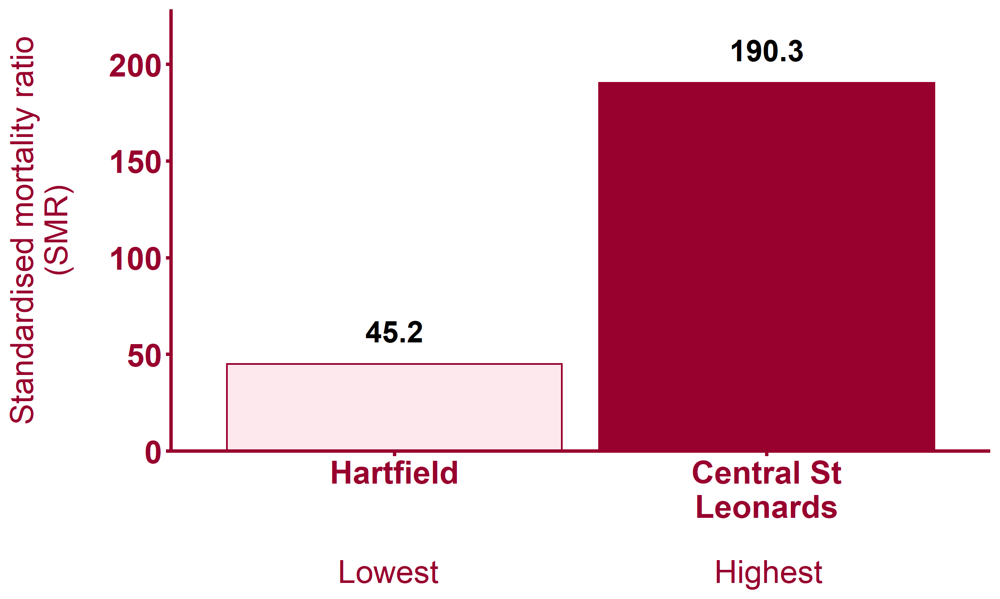 Standardised mortality ratio
(SMR)
200
150
100
50
0
190.3
45.2
Hartfield
Central St
Leonards
Lowest
Highest